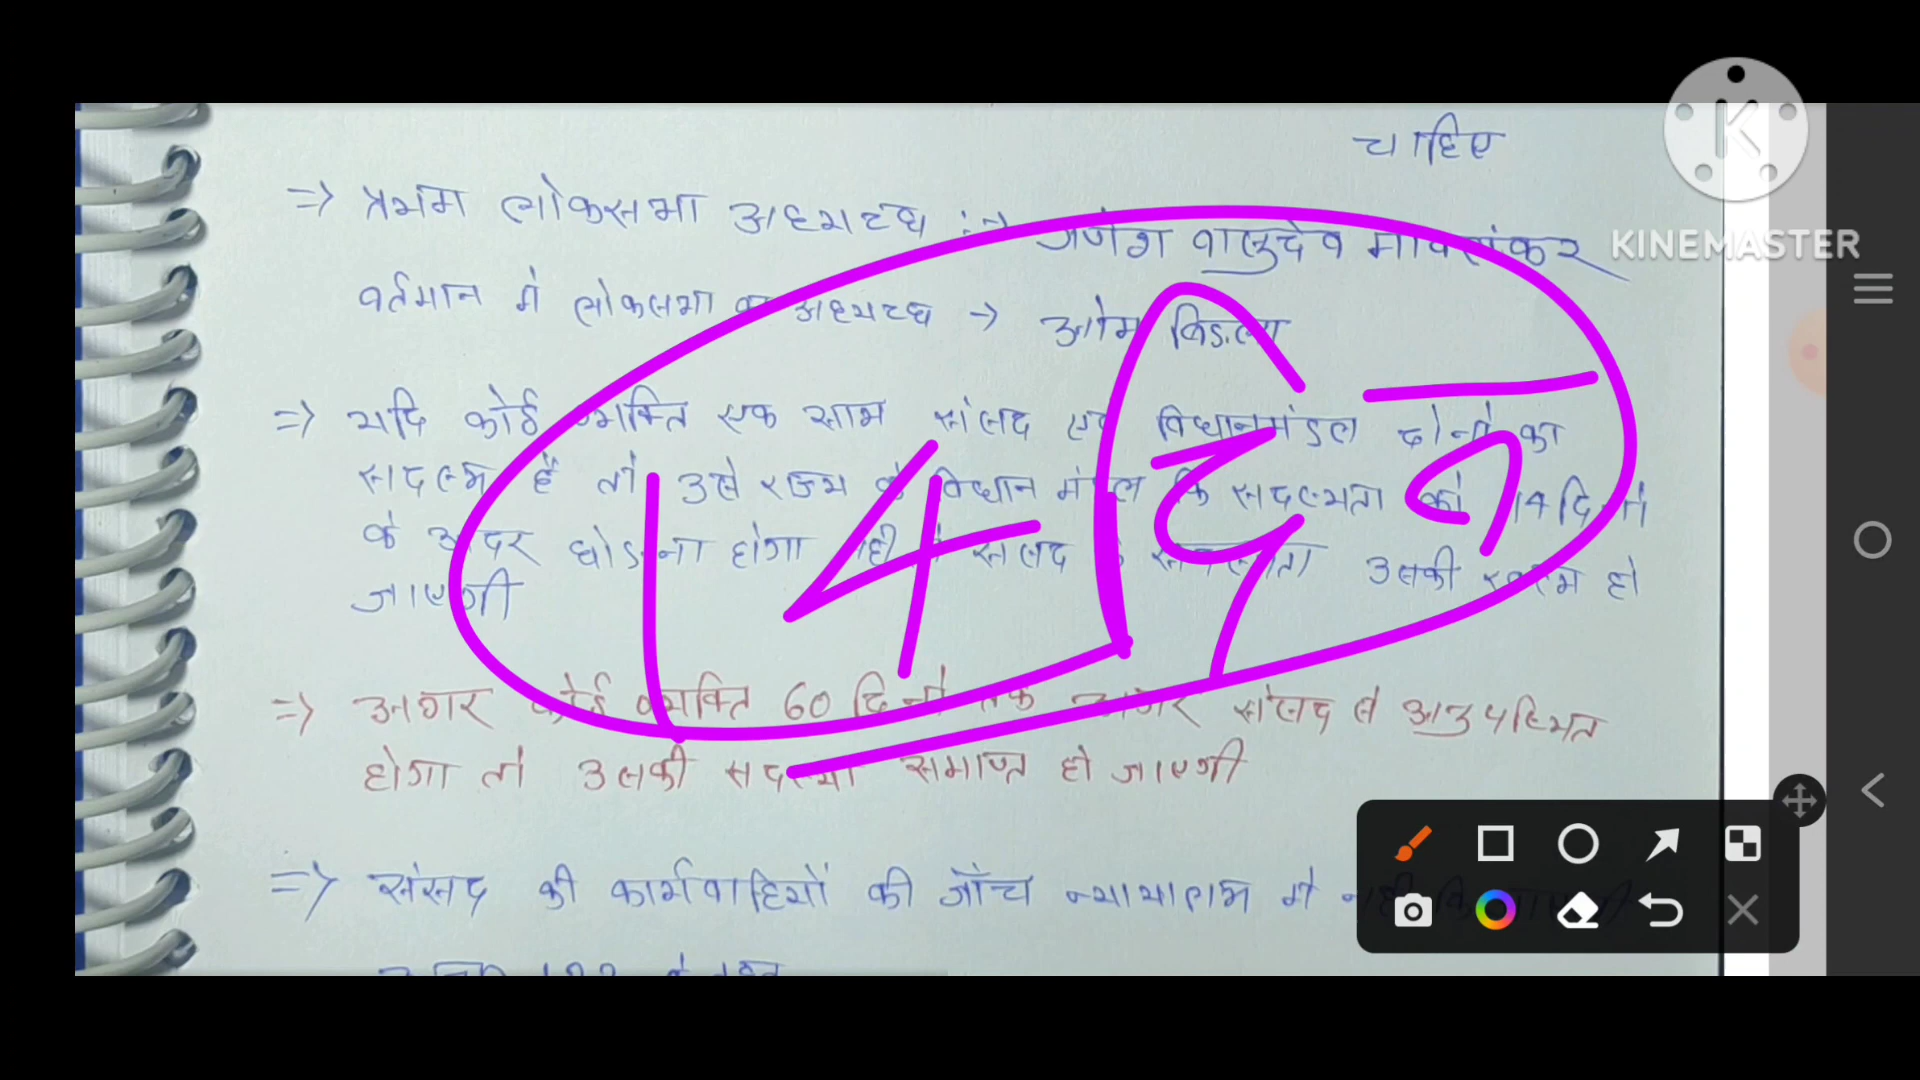 चाहिए
KINEMASTER
=> प्रथम लोकसभा अध्यक्ष :- गणेश वासुदेव मावलंकर
वर्तमान में लोकसभा का अध्यक्ष -> ओम बिड़ला
=> यदि कोई व्यक्ति एक साथ संसद एवं विधानमंडल दोनो का
सदस्य है तो उसे राज्य के विधान मंडल कि सदस्यता को 14 दिनों
के अंदर छोडना होगा नही तो संसद के सदस्यता उसकी खत्म हो
जाएगी
14 दिन
=> अगर कोई व्यक्ति 60 दिनों तक अगर संसद से अनुपस्थित
होगा तो उसकी सदस्यता समाप्त हो जाएगी
=> संसद की कार्यवाहियों की जाँच न्यायालय में नही